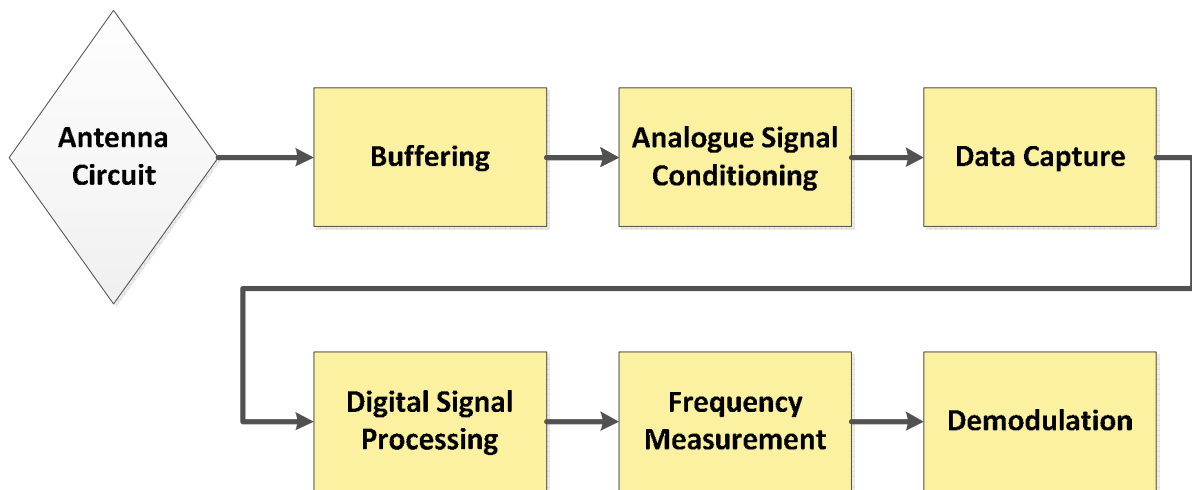 Antenna
Circuit
Buffering
Analogue Signal
Conditioning
Data Capture
Digital Signal
Processing
Frequency
Measurement
Demodulation